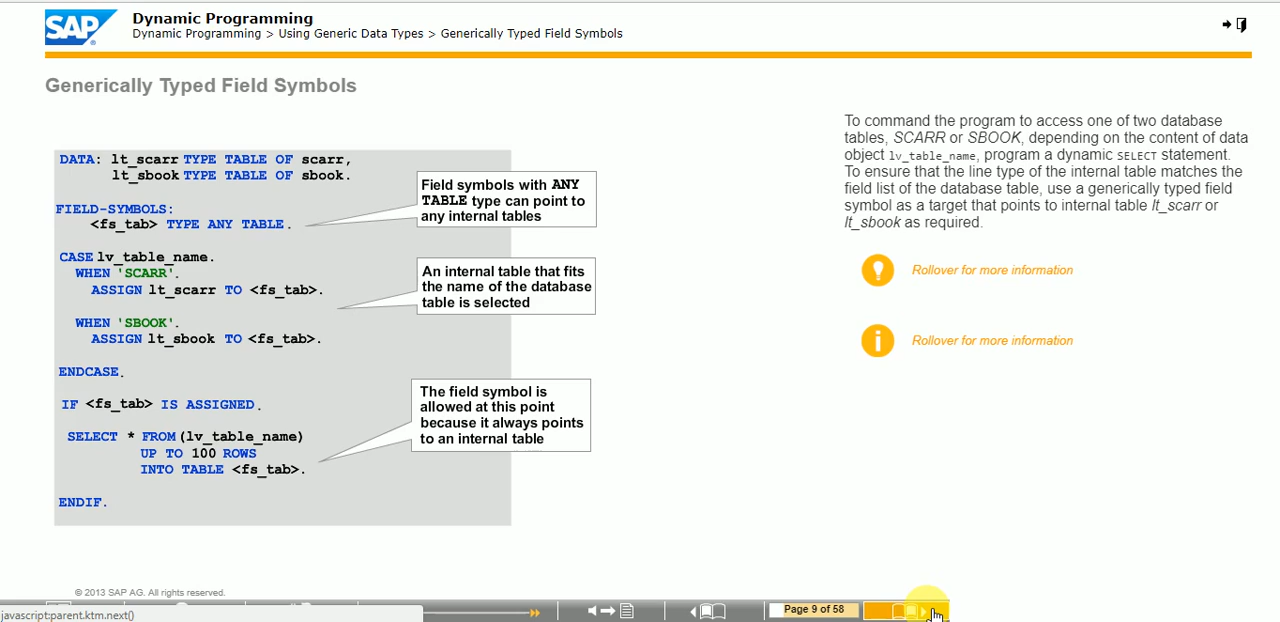 SAP
Dynamic Programming
Dynamic Programming > Using Generic Data Types > Generically Typed Field Symbols
Generically Typed Field Symbols
DATA: lt_scarr TYPE TABLE OF scarr,
lt_sbook TYPE TABLE OF sbook.
FIELD-SYMBOLS:
<fs_tab> TYPE ANY TABLE.
CASE lv_table_name.
WHEN 'SCARR'.
ASSIGN lt_scarr TO <fs_tab>.
WHEN 'SBOOK'.
ASSIGN lt_sbook TO <fs_tab>.
ENDCASE.
IF <fs_tab> IS ASSIGNED.
SELECT * FROM (lv_table_name)
UP TO 100 ROWS
INTO TABLE <fs_tab>.
ENDIF.
Field symbols with ANY
TABLE type can point to
any internal tables
An internal table that fits
the name of the database
table is selected
The field symbol is
allowed at this point
because it always points
to an internal table
To command the program to access one of two database
tables, SCARR or SBOOK, depending on the content of data
object lv_table_name, program a dynamic SELECT statement.
To ensure that the line type of the internal table matches the
field list of the database table, use a generically typed field
symbol as a target that points to internal table lt_scarr or
lt_sbook as required.
Rollover for more information
Rollover for more information
© 2013 SAP AG. All rights reserved.
Page 9 of 58
javascript:parent.ktm.next()